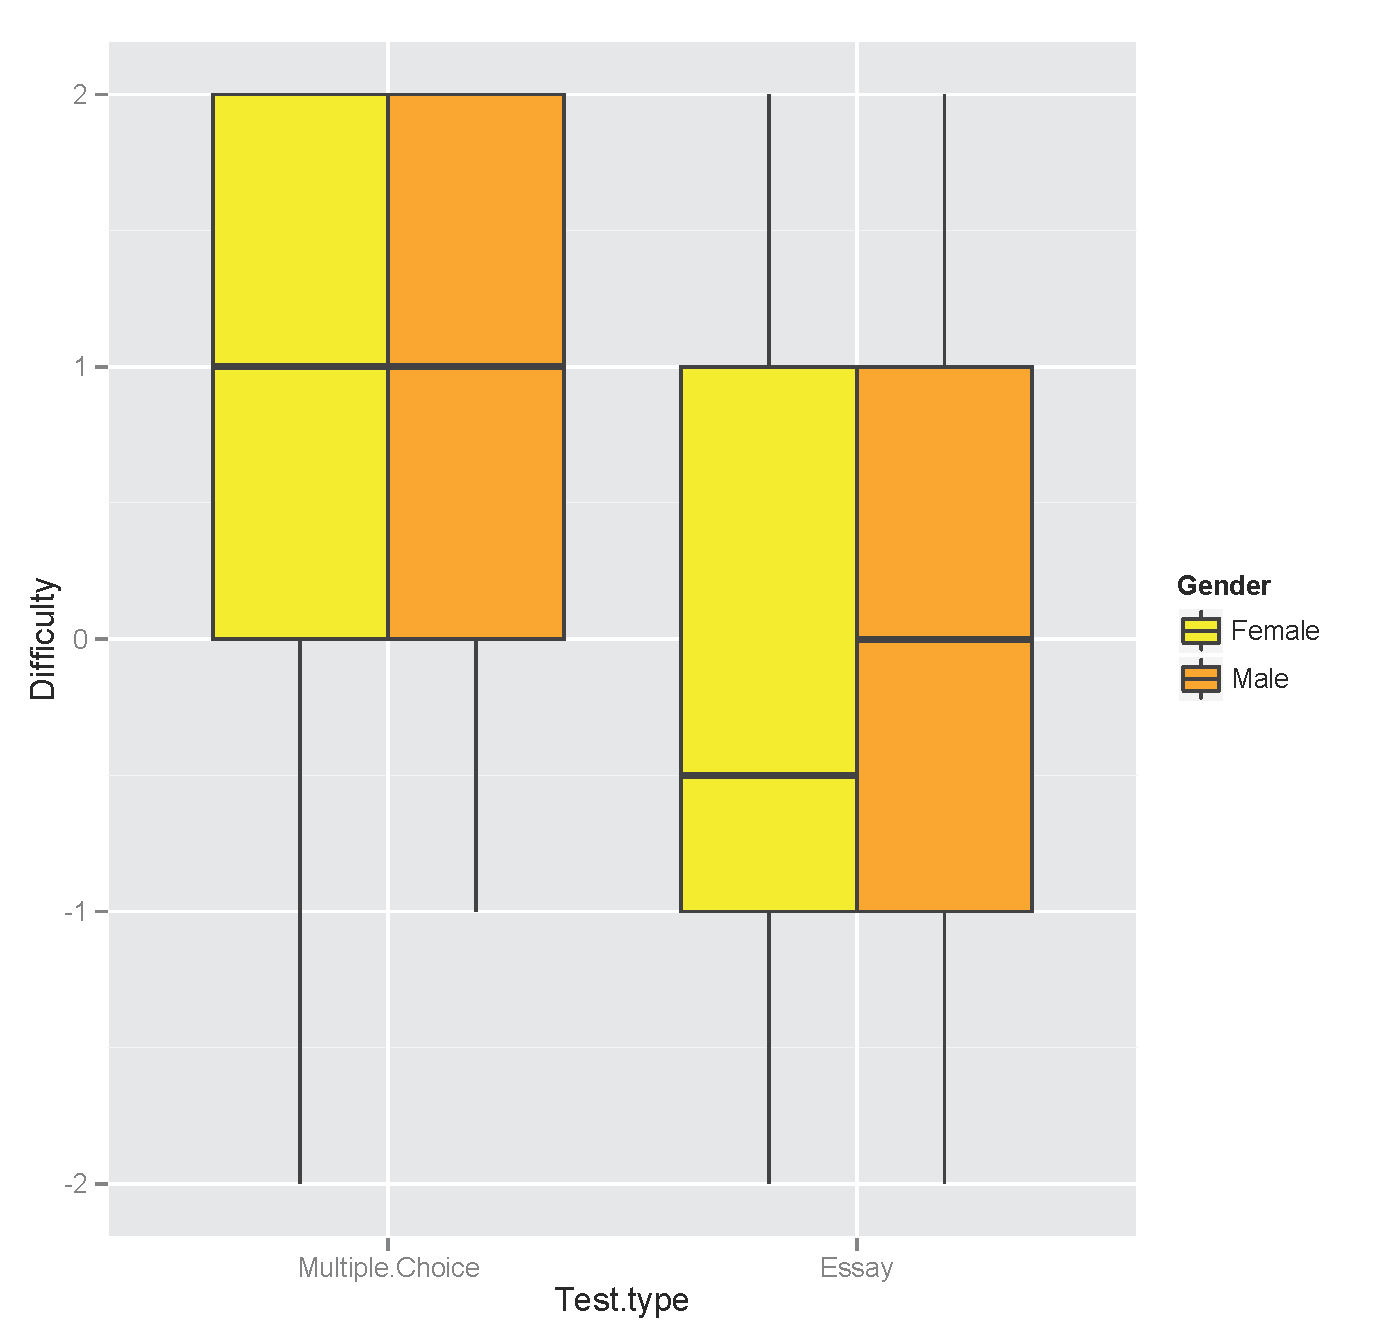 2
1
0
-1
-2
Difficulty
Multiple.Choice
Essay
Test.type
Gender
Female
Male